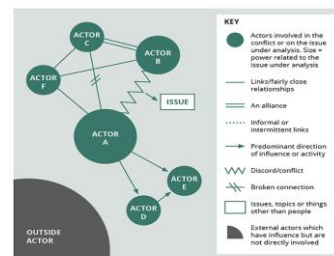 ACTOR
C
ACTOR
B
ACTOR
F
ISSUE
ACTOR
A
ACTOR
E
ACTOR
D
OUTSIDE
ACTOR
KEY
Actors involved in the
conflict or on the issue
under analysis. Size =
power related to the
issue under analysis
Links/fairly close
relationships
An alliance
Informal or
intermittent links
Predominant direction
of influence or activity
Discord/conflict
Broken connection
Issues, topics or things
other than people
External actors which
have influence but are
not directly involved